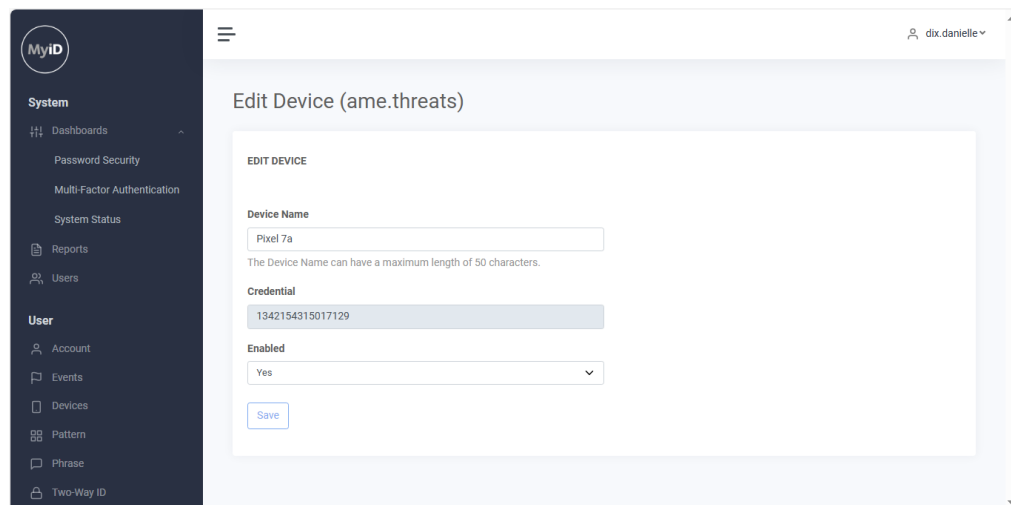 MyiD
System
Dashboards
Password Security
Multi-Factor Authentication
System Status
Reports
Users
User
Account
Events
Devices
Pattern
Phrase
Two-Way ID
dix.danielle
Edit Device (ame.threats)
EDIT DEVICE
Device Name
Pixel 7a
The Device Name can have a maximum length of 50 characters.
Credential
1342154315017129
Enabled
Yes
Save